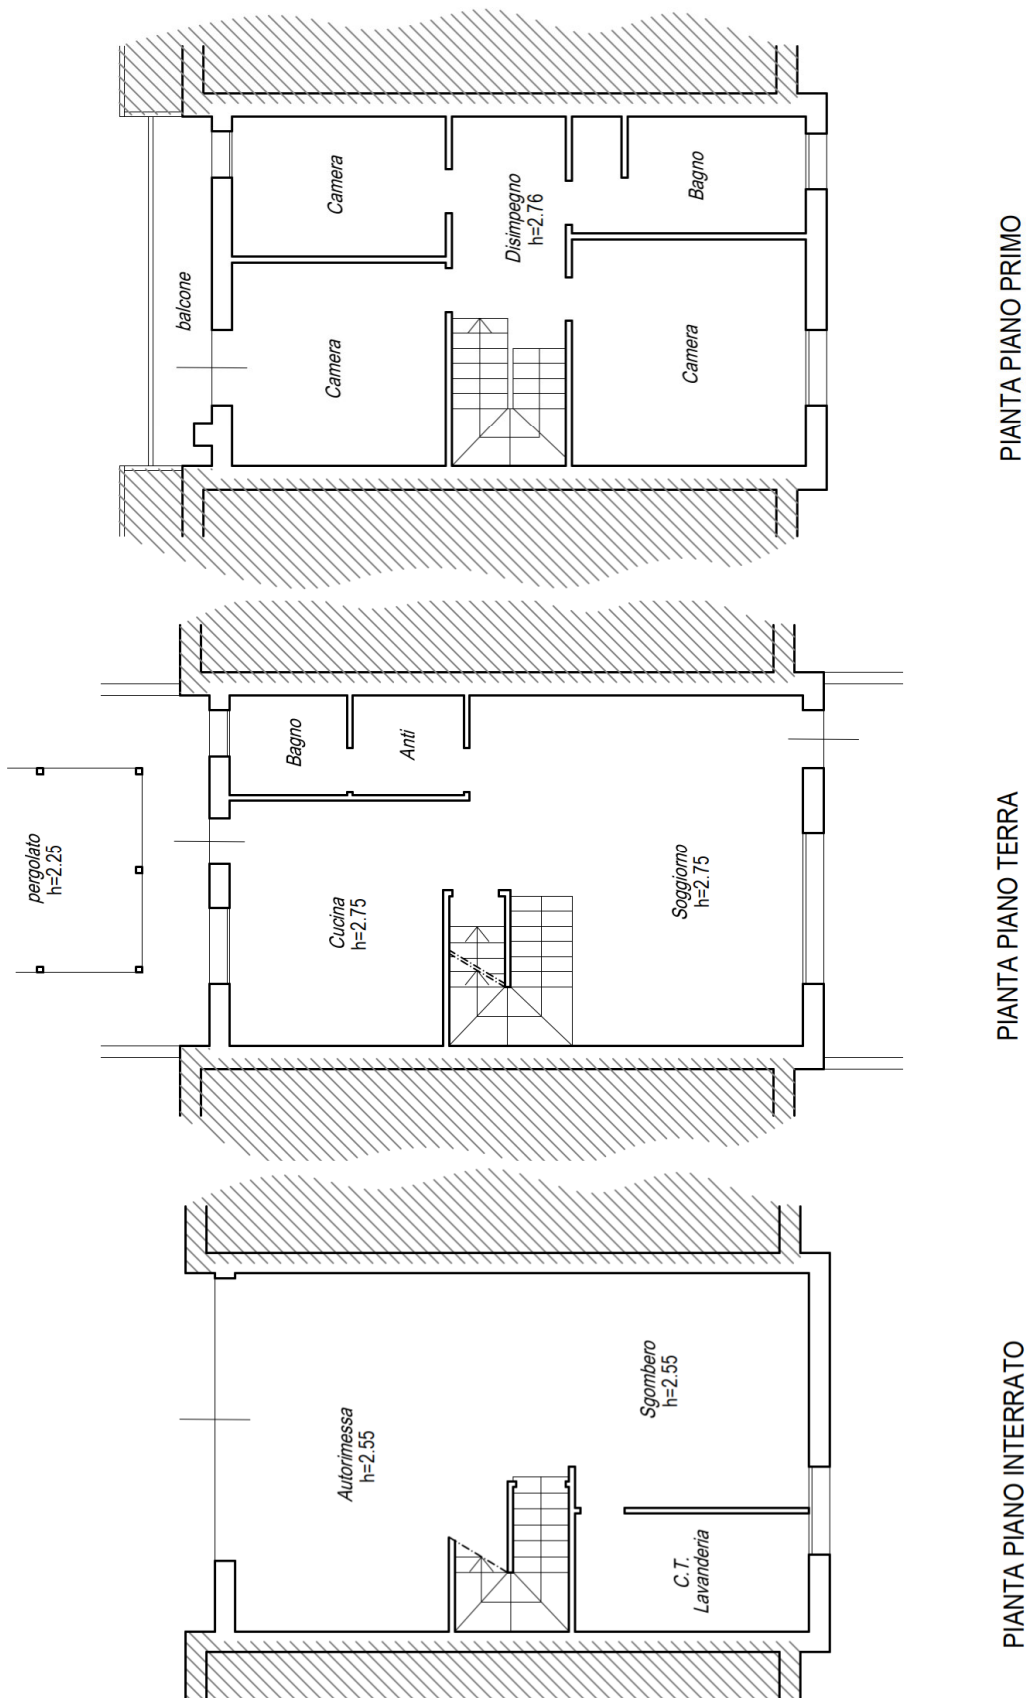 Camera
Disimpegno
h=2.76
Bagno
balcone
Camera
Camera
PIANTA PIANO PRIMO
pergolato
h=2.25
Bagno
Anti
Cucina
h=2.75
Soggiorno
h=2.75
PIANTA PIANO TERRA
Autorimessa
h=2.55
Sgombero
h=2.55
C.T.
Lavanderia
PIANTA PIANO INTERRATO